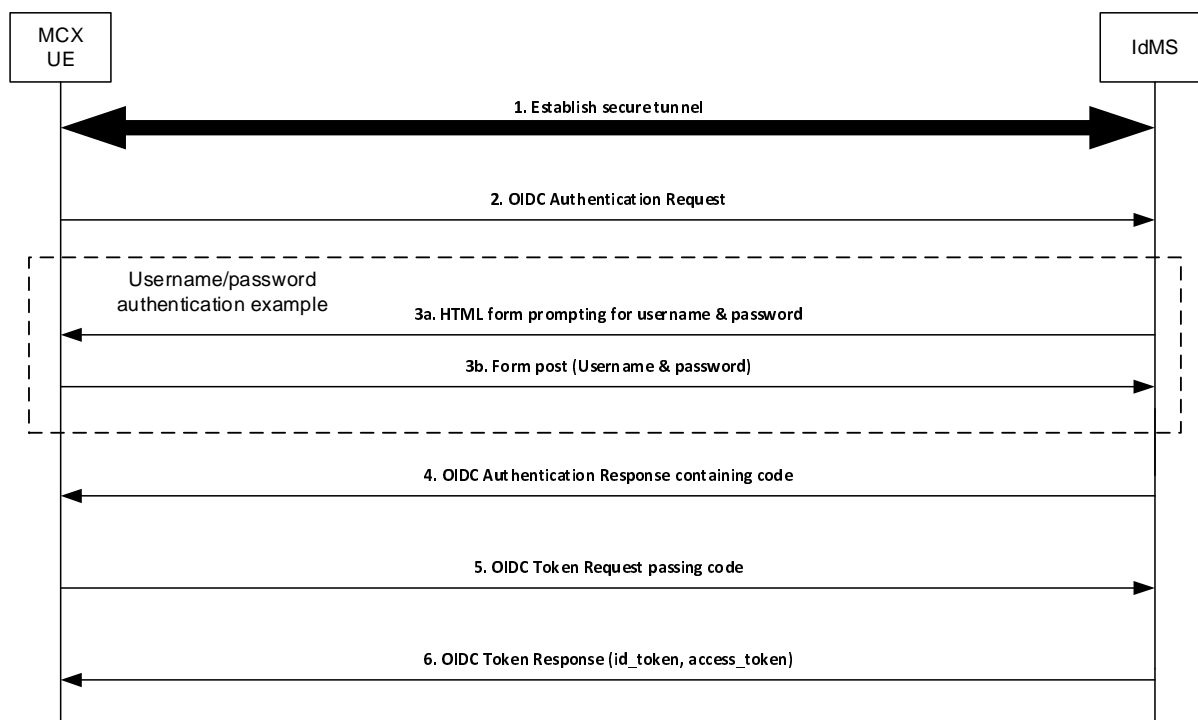 MCX
UE
IdMS
1. Establish secure tunnel
2. OIDC Authentication Request
Username/password
authentication example
3a. HTML form prompting for username & password
3b. Form post (Username & password)
4. OIDC Authentication Response containing code
5. OIDC Token Request passing code
6. OIDC Token Response (id_token, access_token)